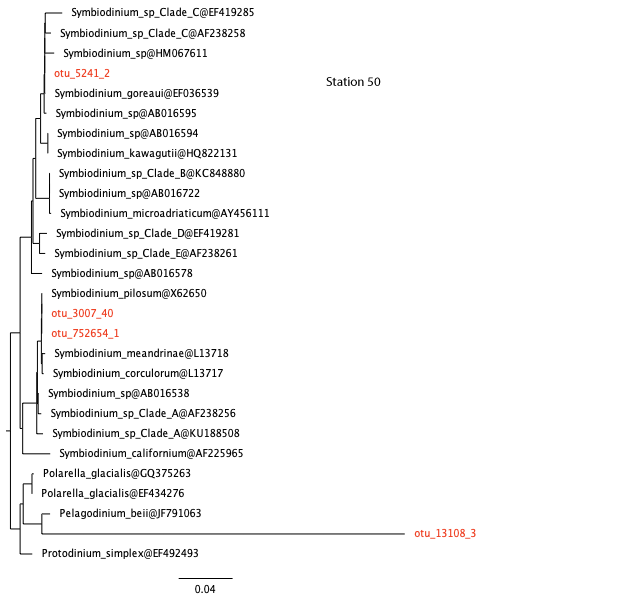 Symbiodinium_sp_Clade_C@EF419285
Symbiodinium_sp_Clade_C@AF238258
Symbiodinium_sp@HM067611
otu_5241_2
Station 50
Symbiodinium_goreaui@EF036539
Symbiodinium_sp@AB016595
Symbiodinium_sp@AB016594
Symbiodinium_kawagutii@HQ822131
Symbiodinium_sp_Clade_B@KC848880
Symbiodinium_sp@AB016722
Symbiodinium_microadriaticum@AY456111
Symbiodinium_sp_Clade_D@EF419281
Symbiodinium_sp_Clade_E@AF238261
Symbiodinium_sp@AB016578
Symbiodinium_pilosum@X62650
otu_3007_40
otu_752654_1
Symbiodinium_meandrinae@L13718
Symbiodinium_corculorum@L13717
Symbiodinium_sp@AB016538
Symbiodinium_sp_Clade_A@AF238256
Symbiodinium_sp_Clade_A@KU188508
Symbiodinium_californium@AF225965
Polarella_glacialis@GQ375263
Polarella_glacialis@EF434276
Pelagodinium_beii@JF791063
otu_13108_3
Protodinium_simplex@EF492493
0.04